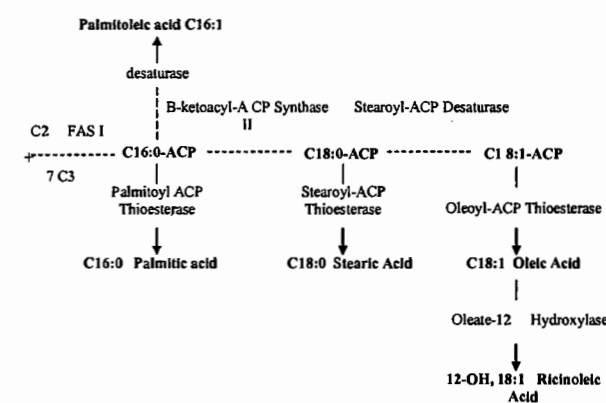 Palmitoleic acid C16:1
desaturase
B-ketoacyl-A CP Synthase II
Stearoyl-ACP Desaturase
C2 FAS I
+
7 C3
C16:0-ACP
C18:0-ACP
C1 8:1-ACP
Palmitoyl ACP
Thioesterase
Stearoyl-ACP
Thioesterase
Oleoyl-ACP Thioesterase
C16:0 Palmitic acid
C18:0 Stearic Acid
C18:1 Oleic Acid
Oleate-12 Hydroxylase
12-OH, 18:1 Ricinoleic
Acid